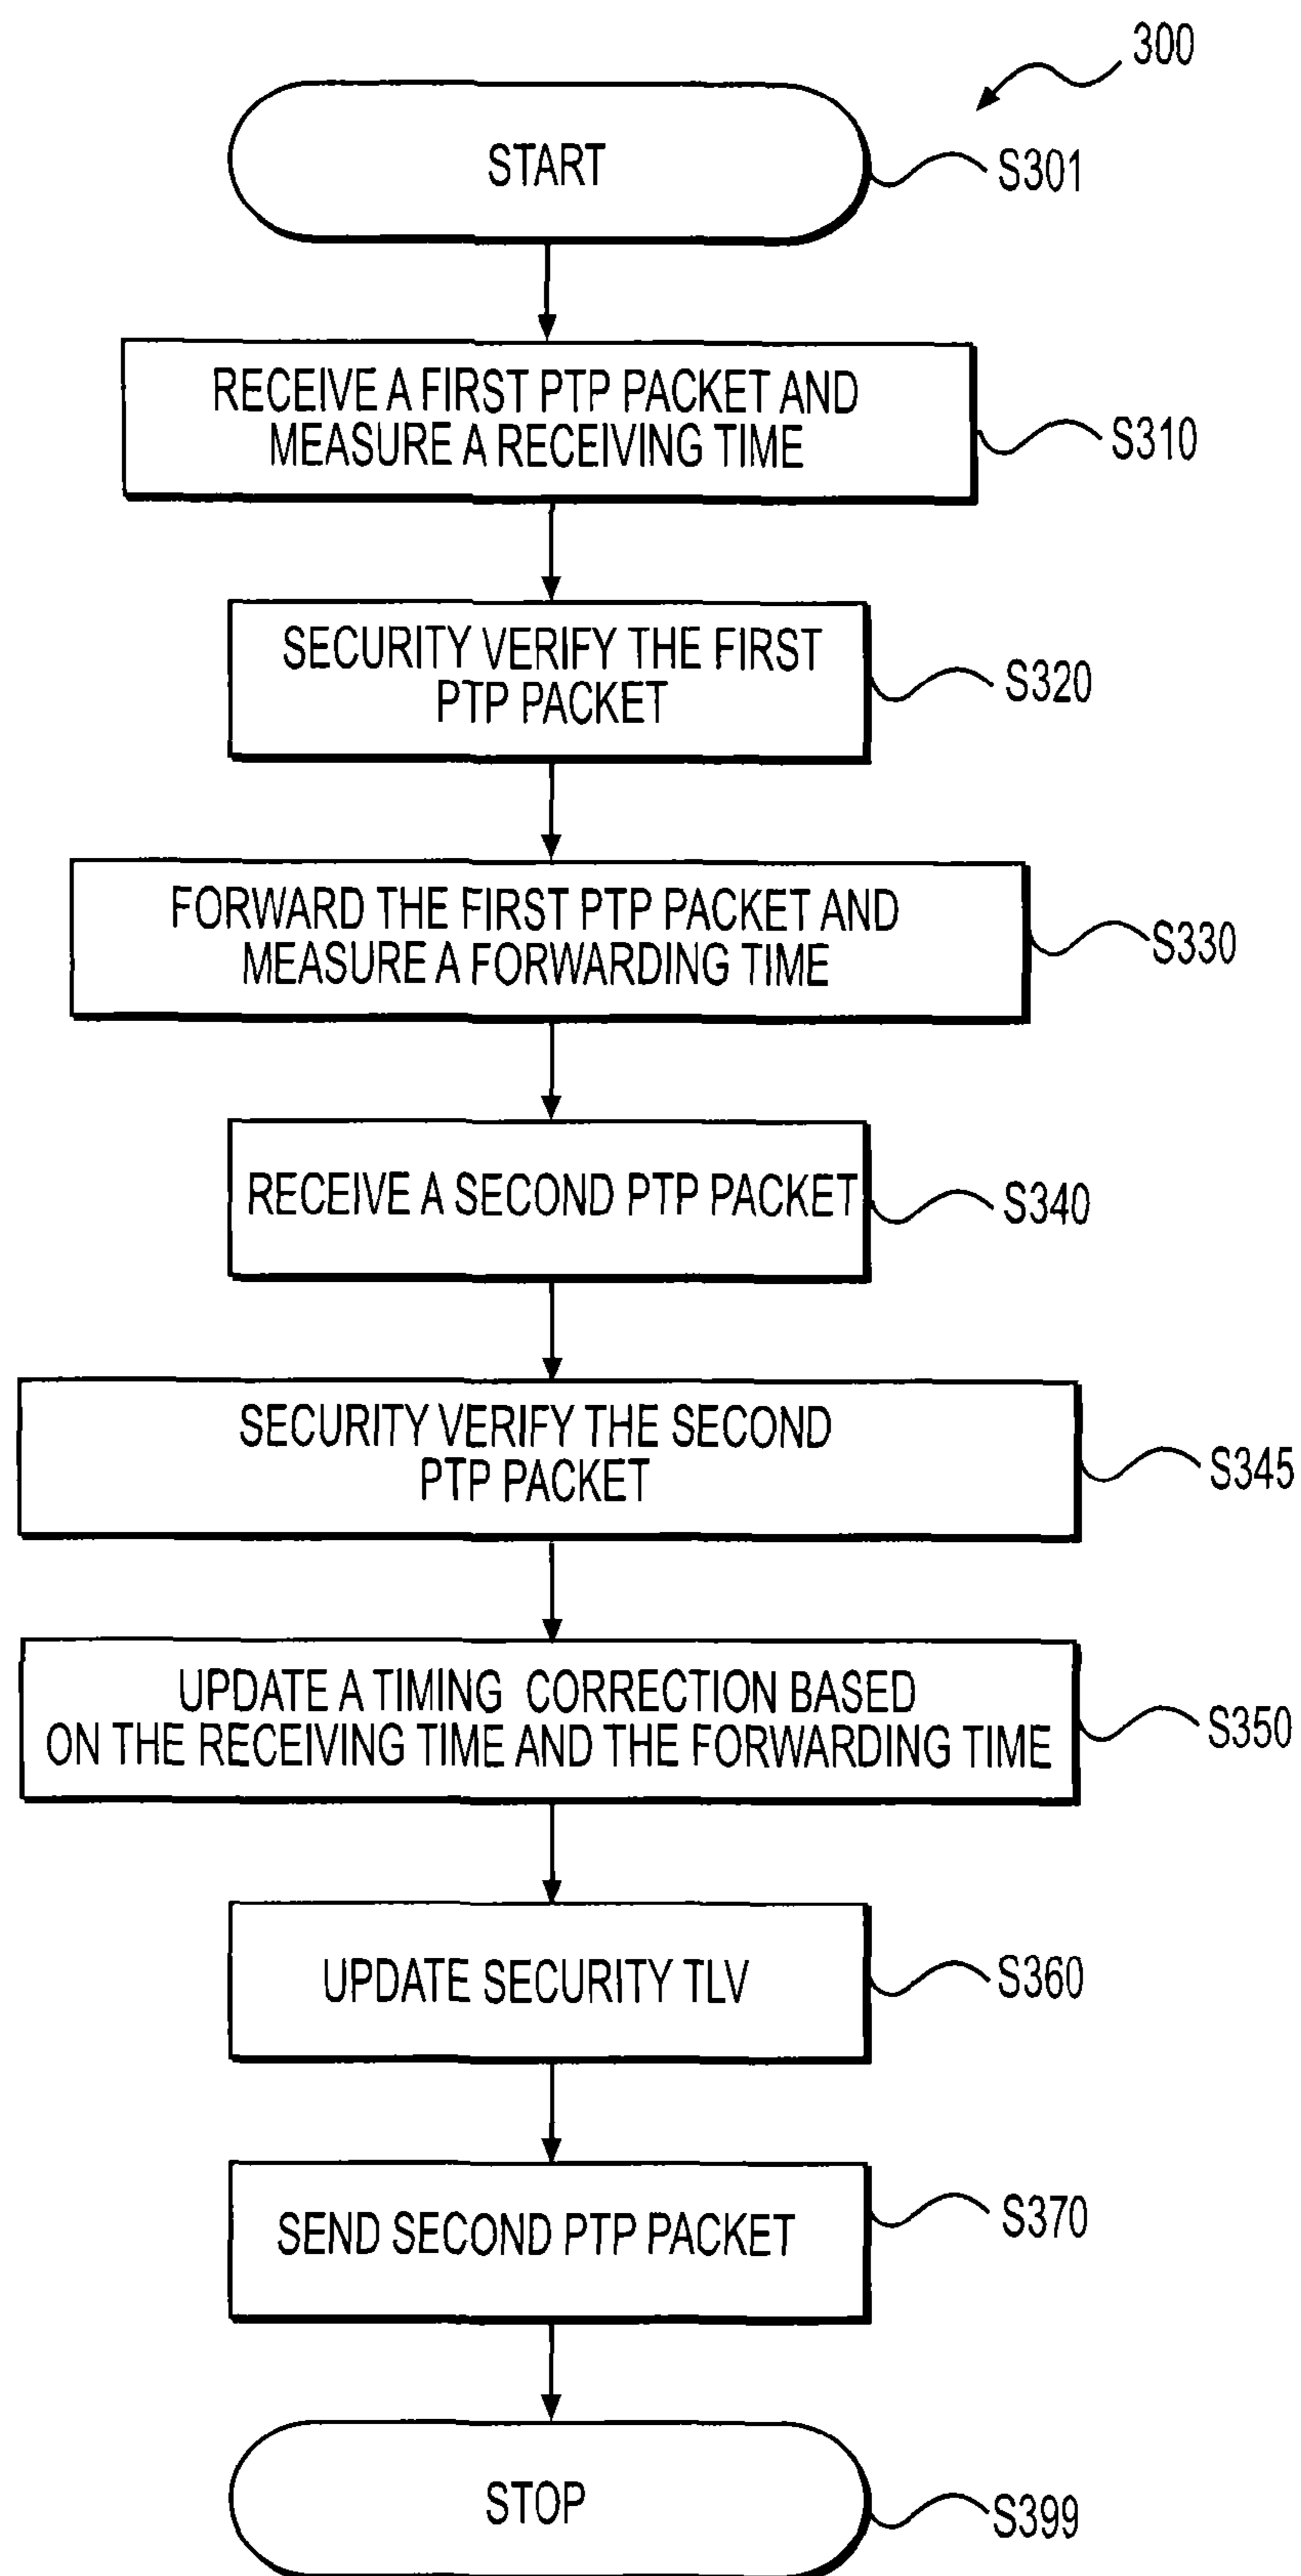 300
START
S301
RECEIVE A FIRST PTP PACKET AND
MEASURE A RECEIVING TIME
S310
SECURITY VERIFY THE FIRST
PTP PACKET
S320
FORWARD THE FIRST PTP PACKET AND
MEASURE A FORWARDING TIME
S330
RECEIVE A SECOND PTP PACKET
S340
SECURITY VERIFY THE SECOND
PTP PACKET
S345
UPDATE A TIMING CORRECTION BASED
ON THE RECEIVING TIME AND THE FORWARDING TIME
S350
UPDATE SECURITY TLV
S360
SEND SECOND PTP PACKET
S370
STOP
S399